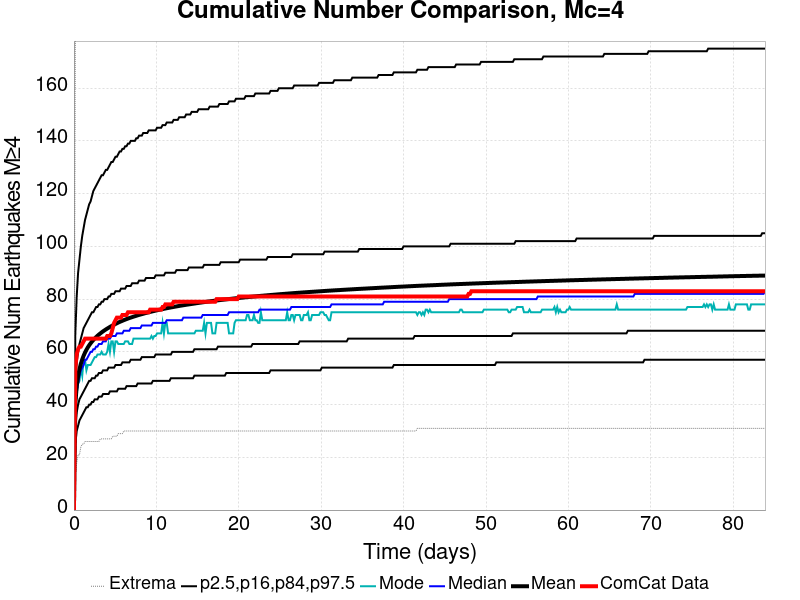 Cumulative Number Comparison, Mc=4
Cumulative Num Earthquakes M≥4
160
140
120
100
80
60
40
20
0
0 10 20 30 40 50 60 70 80
Time (days)
Extrema p2.5,p16,p84,p97.5 Mode Median Mean ComCat Data